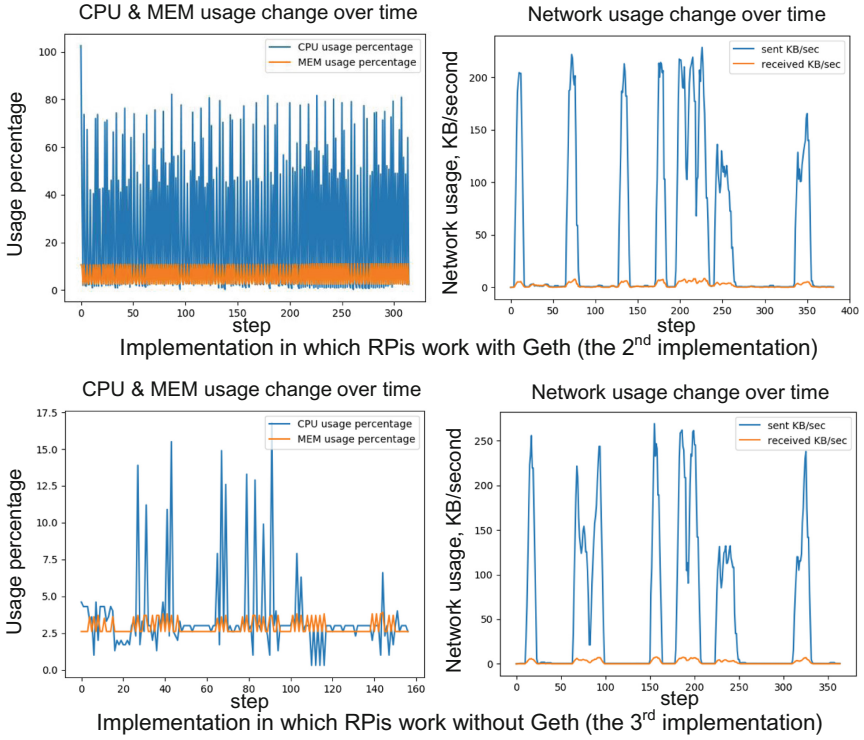 CPU & MEM usage change over time
Network usage change over time
CPU usage percentage
MEM usage percentage
sent KB/sec
received KB/sec
Usage percentage
Network usage, KB/second
100
80
60
40
20
0
200
150
100
50
0
0 50 100 150 200 250 300
0 50 100 150 200 250 300 350 400
step
step
Implementation in which RPis work with Geth (the 2nd implementation)
CPU & MEM usage change over time
Network usage change over time
CPU usage percentage
MEM usage percentage
sent KB/sec
received KB/sec
Usage percentage
Network usage, KB/second
17.5
15.0
12.5
10.0
7.5
5.0
2.5
0.0
250
200
150
100
50
0
0 20 40 60 80 100 120 140 160
0 50 100 150 200 250 300 350
step
step
Implementation in which RPis work without Geth (the 3rd implementation)